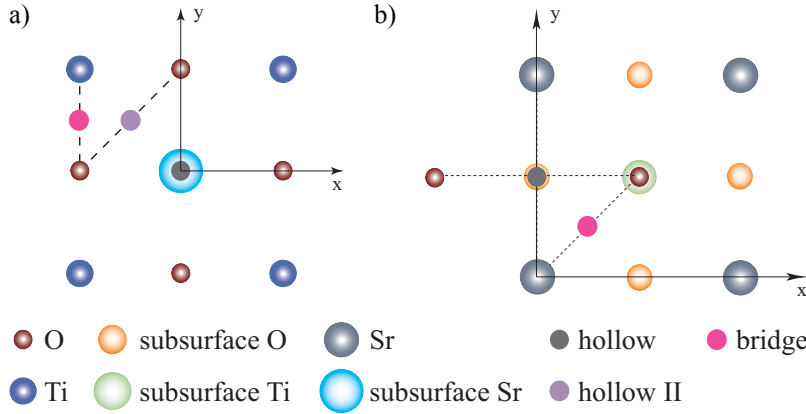 a)
y
x
b)
y
x
O
subsurface O
Sr
hollow
bridge
Ti
subsurface Ti
subsurface Sr
hollow II